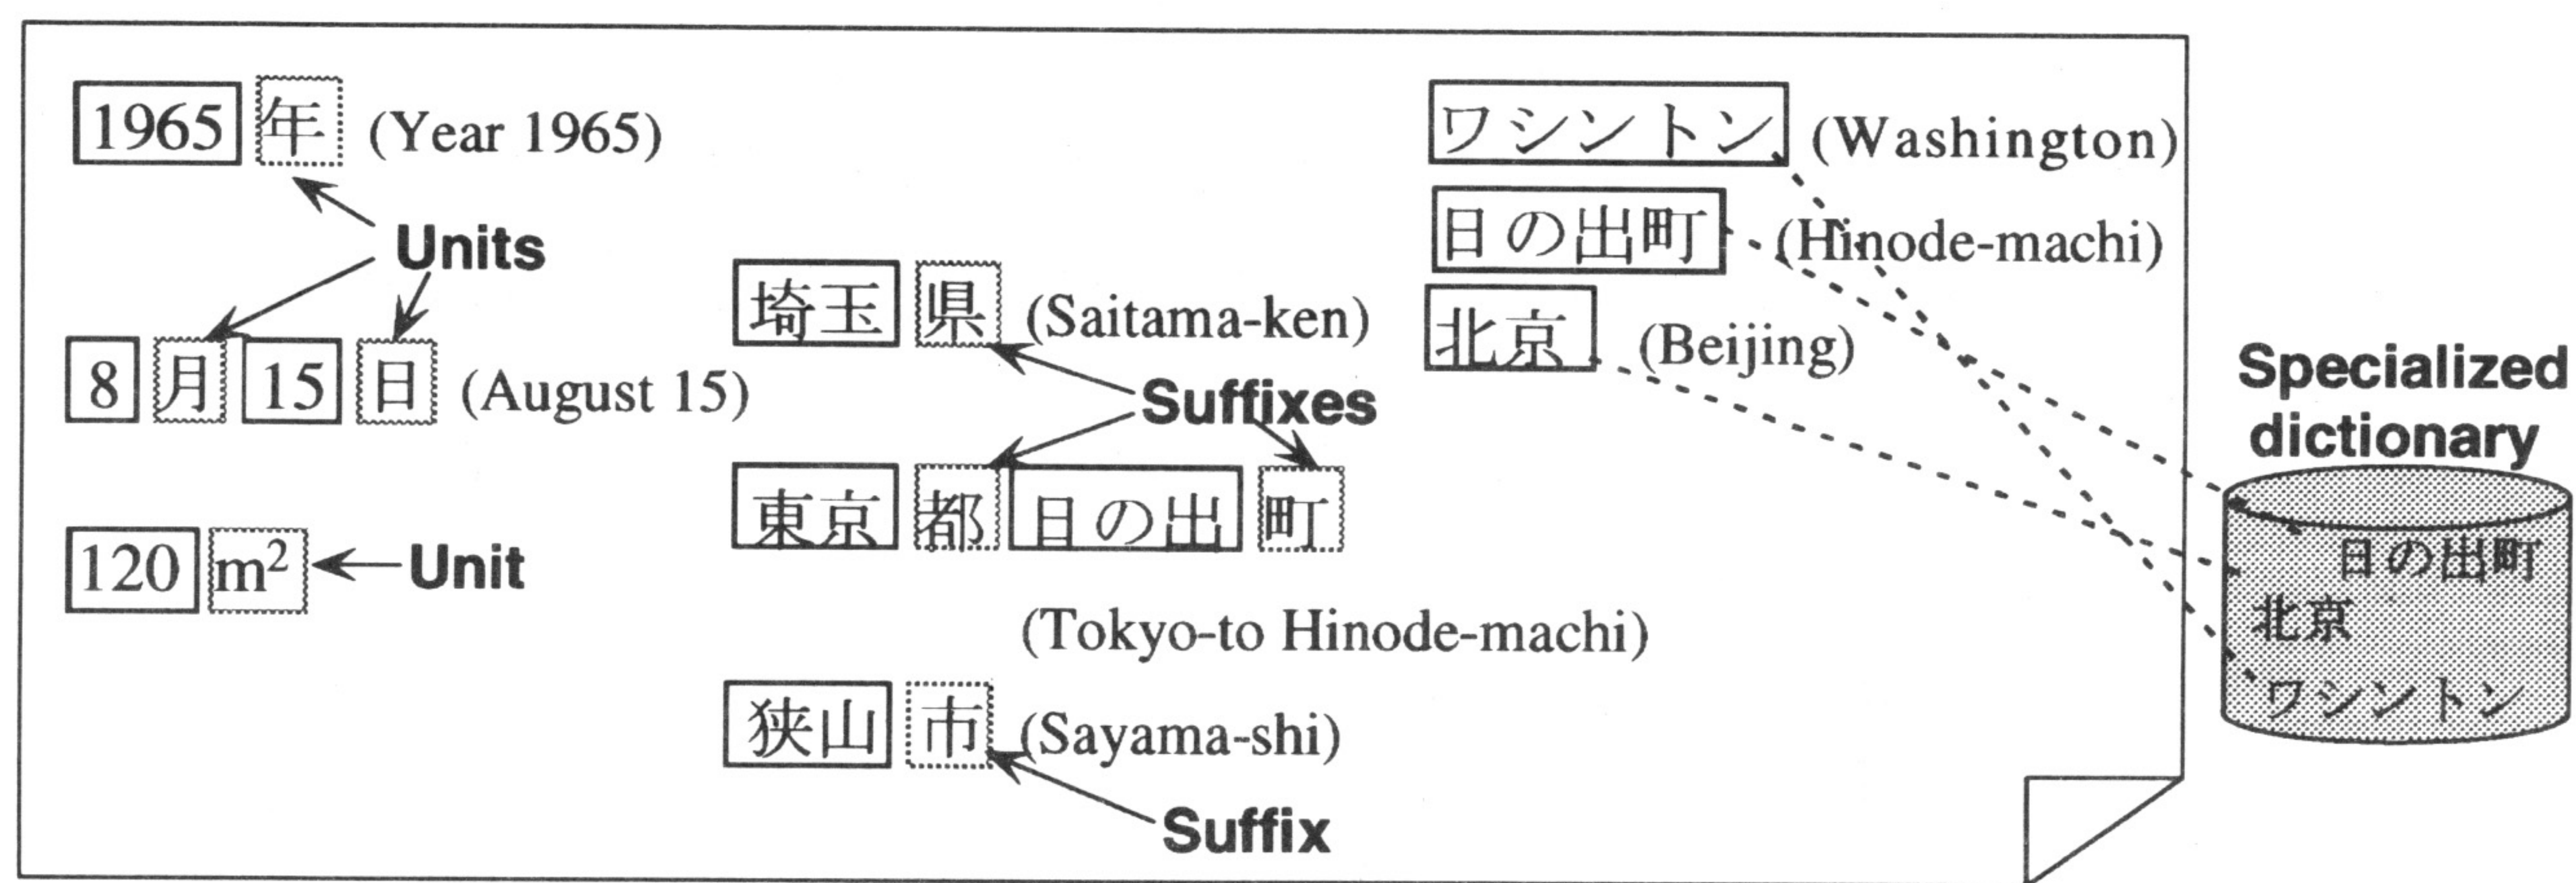 1965 年 (Year 1965)
Units
8 月 15 日 (August 15)
120 m² Unit
埼玉 県 (Saitama-ken)
Suffixes
東京 都 日の出 町
(Tokyo-to Hinode-machi)
狭山 市 (Sayama-shi)
Suffix
ワシントン (Washington)
日の出町 (Hinode-machi)
北京 (Beijing)
Specialized
dictionary
日の出町
北京
ワシントン